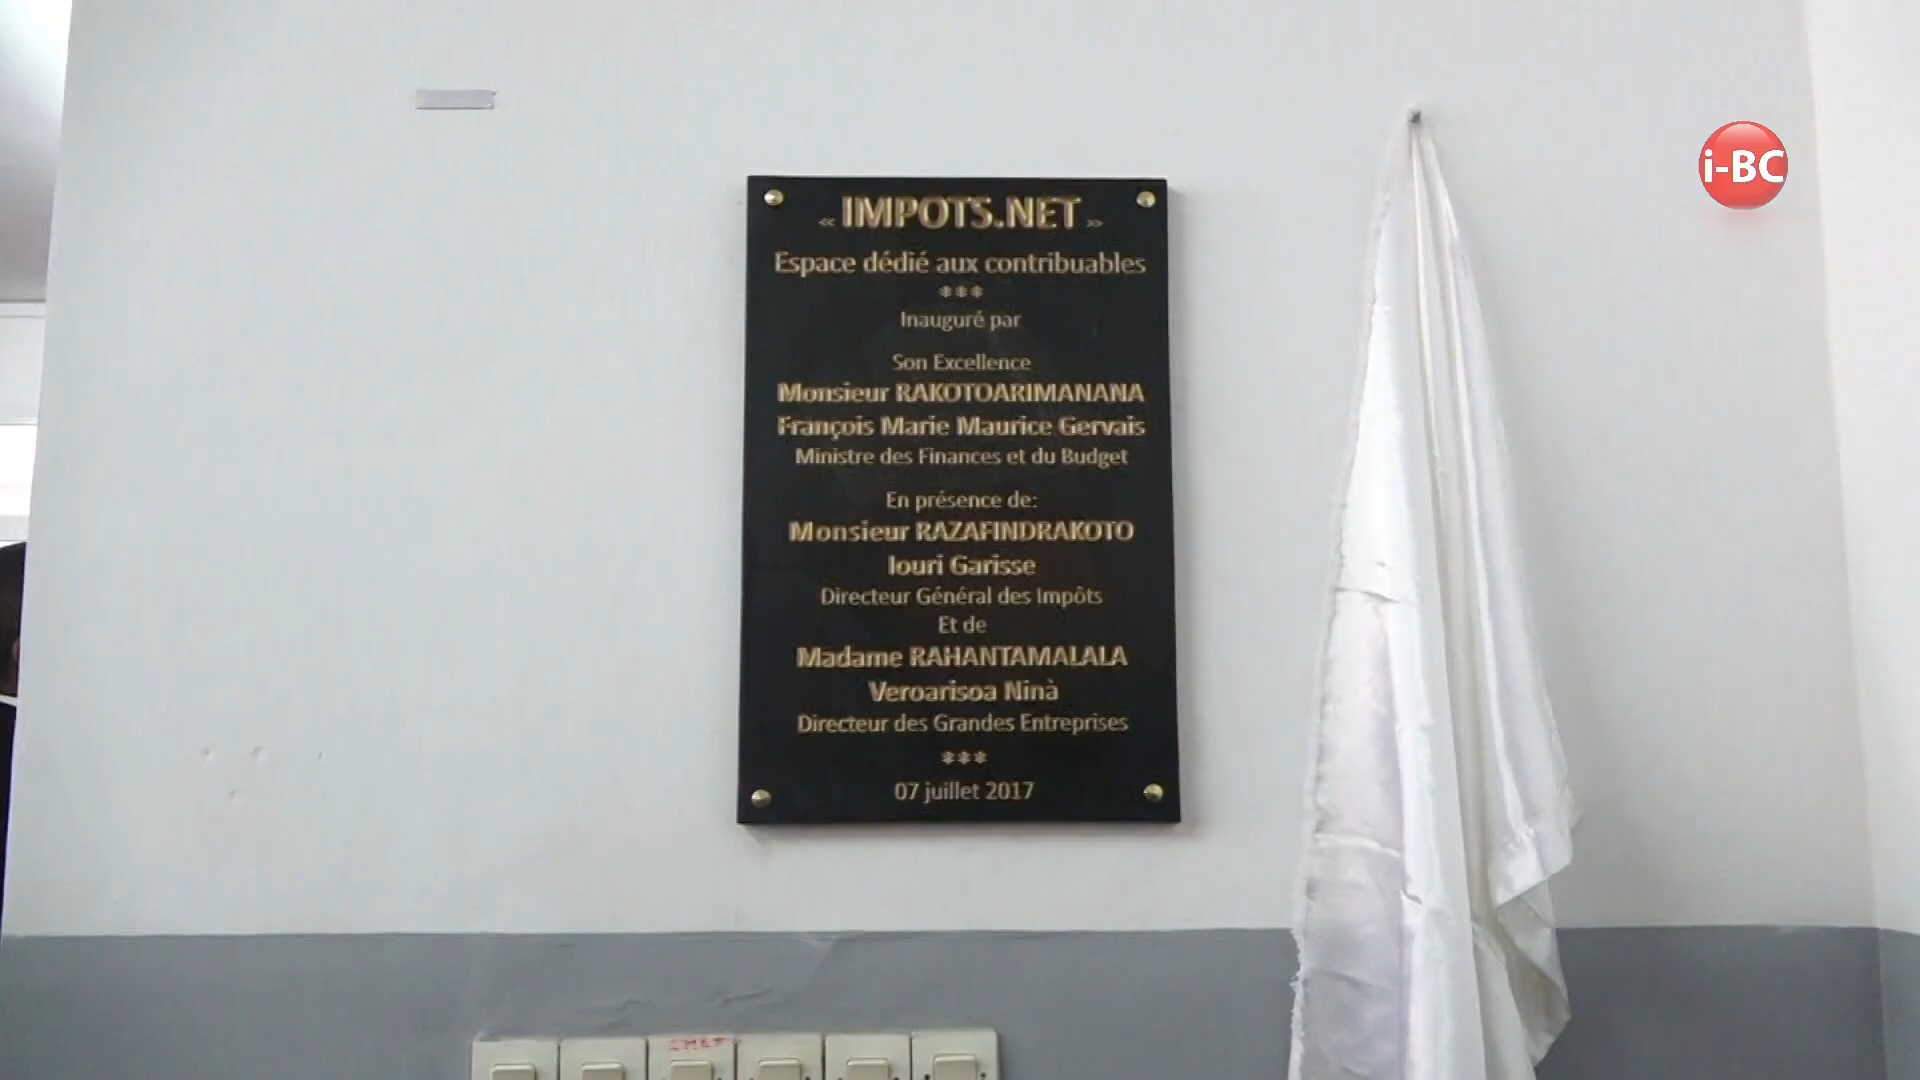 « IMPOTS.NET »
Espace dédié aux contribuables
***
Inauguré par
Son Excellence
Monsieur RAKOTOARIMANANA
François Marie Maurice Gervais
Ministre des Finances et du Budget
En présence de:
Monsieur RAZAFINDRAKOTO
Iouri Garisse
Directeur Général des Impôts
Et de
Madame RAHANTAMALALA
Veroarisoa Ninà
Directeur des Grandes Entreprises
***
07 juillet 2017
i-BC